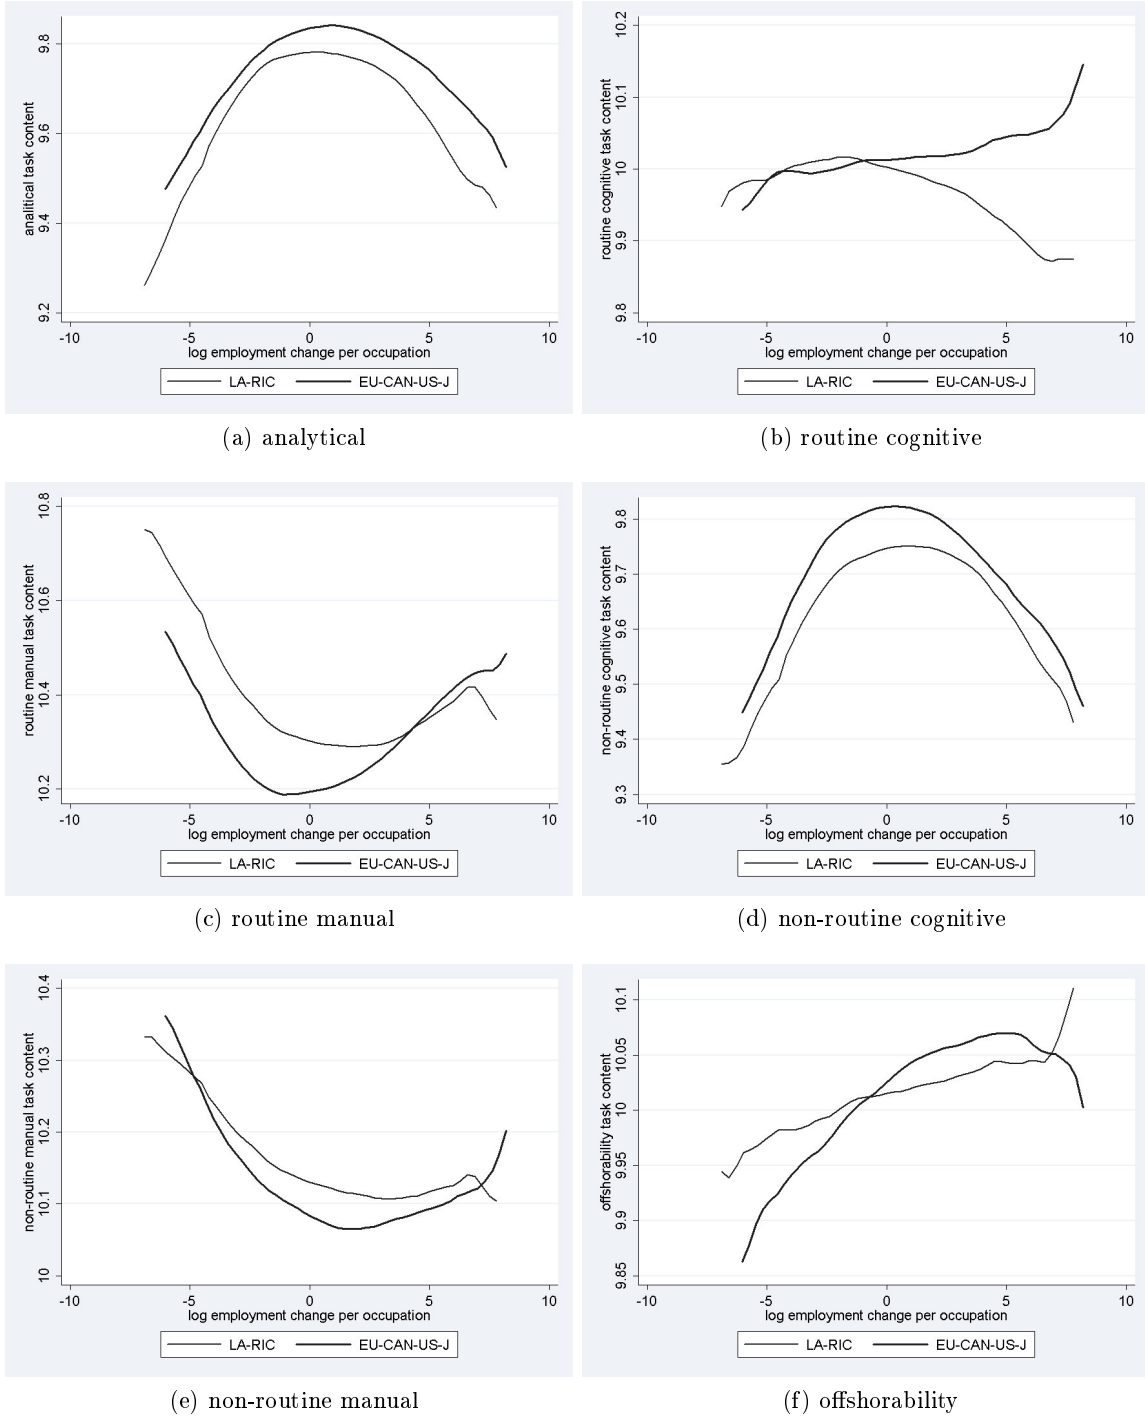 analitical task content
9.8
9.6
9.4
9.2
-10 -5 0 5 10
log employment change per occupation
LA-RIC EU-CAN-US-J
(a) analytical
routine cognitive task content
10.2
10.1
10
9.9
9.8
-10 -5 0 5 10
log employment change per occupation
LA-RIC EU-CAN-US-J
(b) routine cognitive
routine manual task content
10.8
10.6
10.4
10.2
-10 -5 0 5 10
log employment change per occupation
LA-RIC EU-CAN-US-J
(c) routine manual
non-routine cognitive task content
9.8
9.7
9.6
9.5
9.4
9.3
-10 -5 0 5 10
log employment change per occupation
LA-RIC EU-CAN-US-J
(d) non-routine cognitive
non-routine manual task content
10.4
10.3
10.2
10.1
10
-10 -5 0 5 10
log employment change per occupation
LA-RIC EU-CAN-US-J
(e) non-routine manual
offshorability task content
10.1
10.05
10
9.95
9.9
9.85
-10 -5 0 5 10
log employment change per occupation
LA-RIC EU-CAN-US-J
(f) offshorability